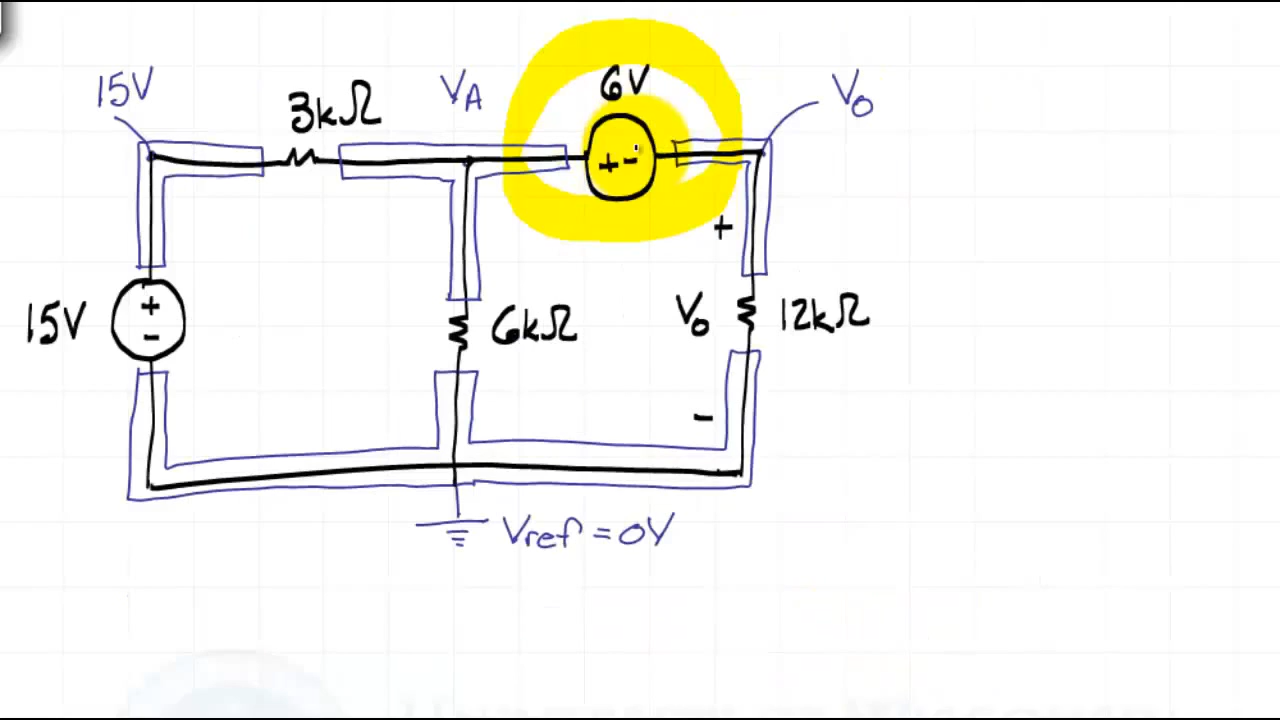 15V
3kΩ
VA
6V
Vo
+ -
+
15V
+
-
6kΩ
Vo
12kΩ
-
Vref = 0V